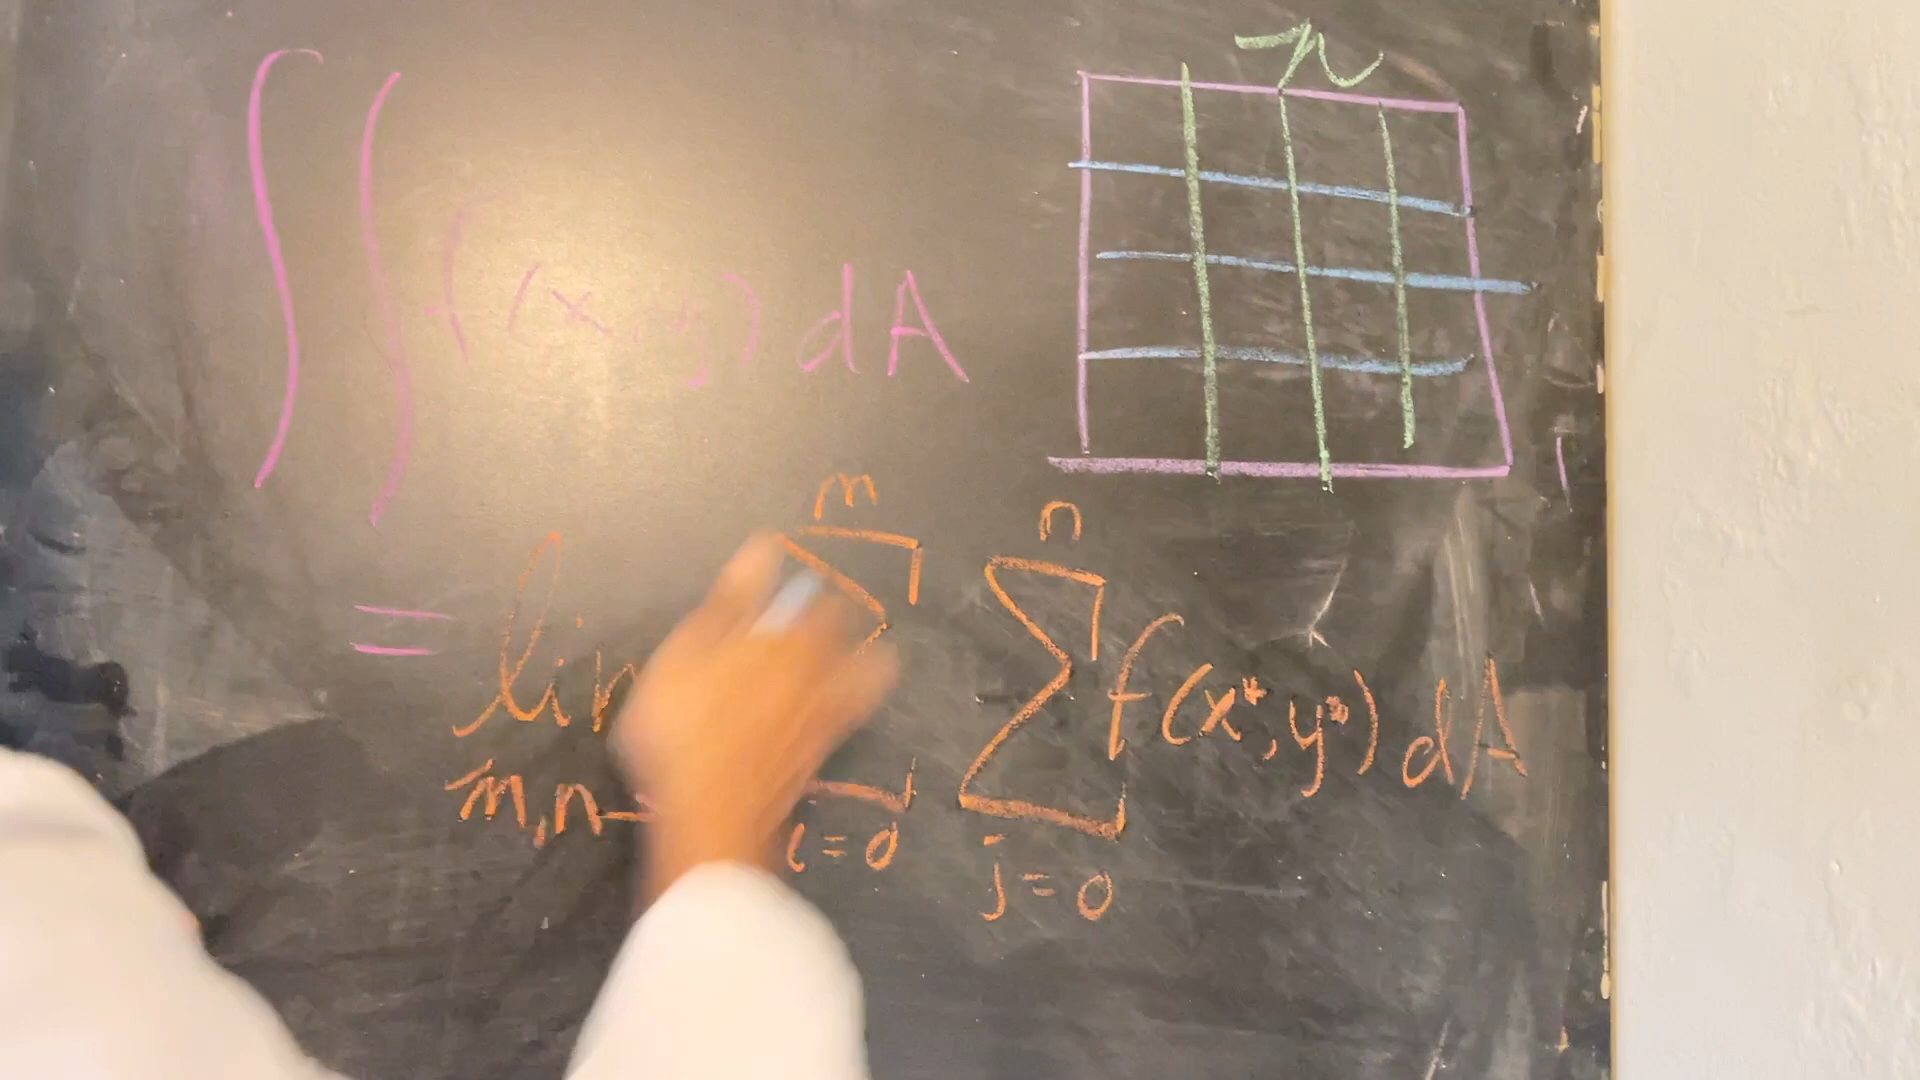 n
∬ f(x,y) dA
m n
= lim Σ Σ f(x*,y*) dA
m,n→ i=0 j=0